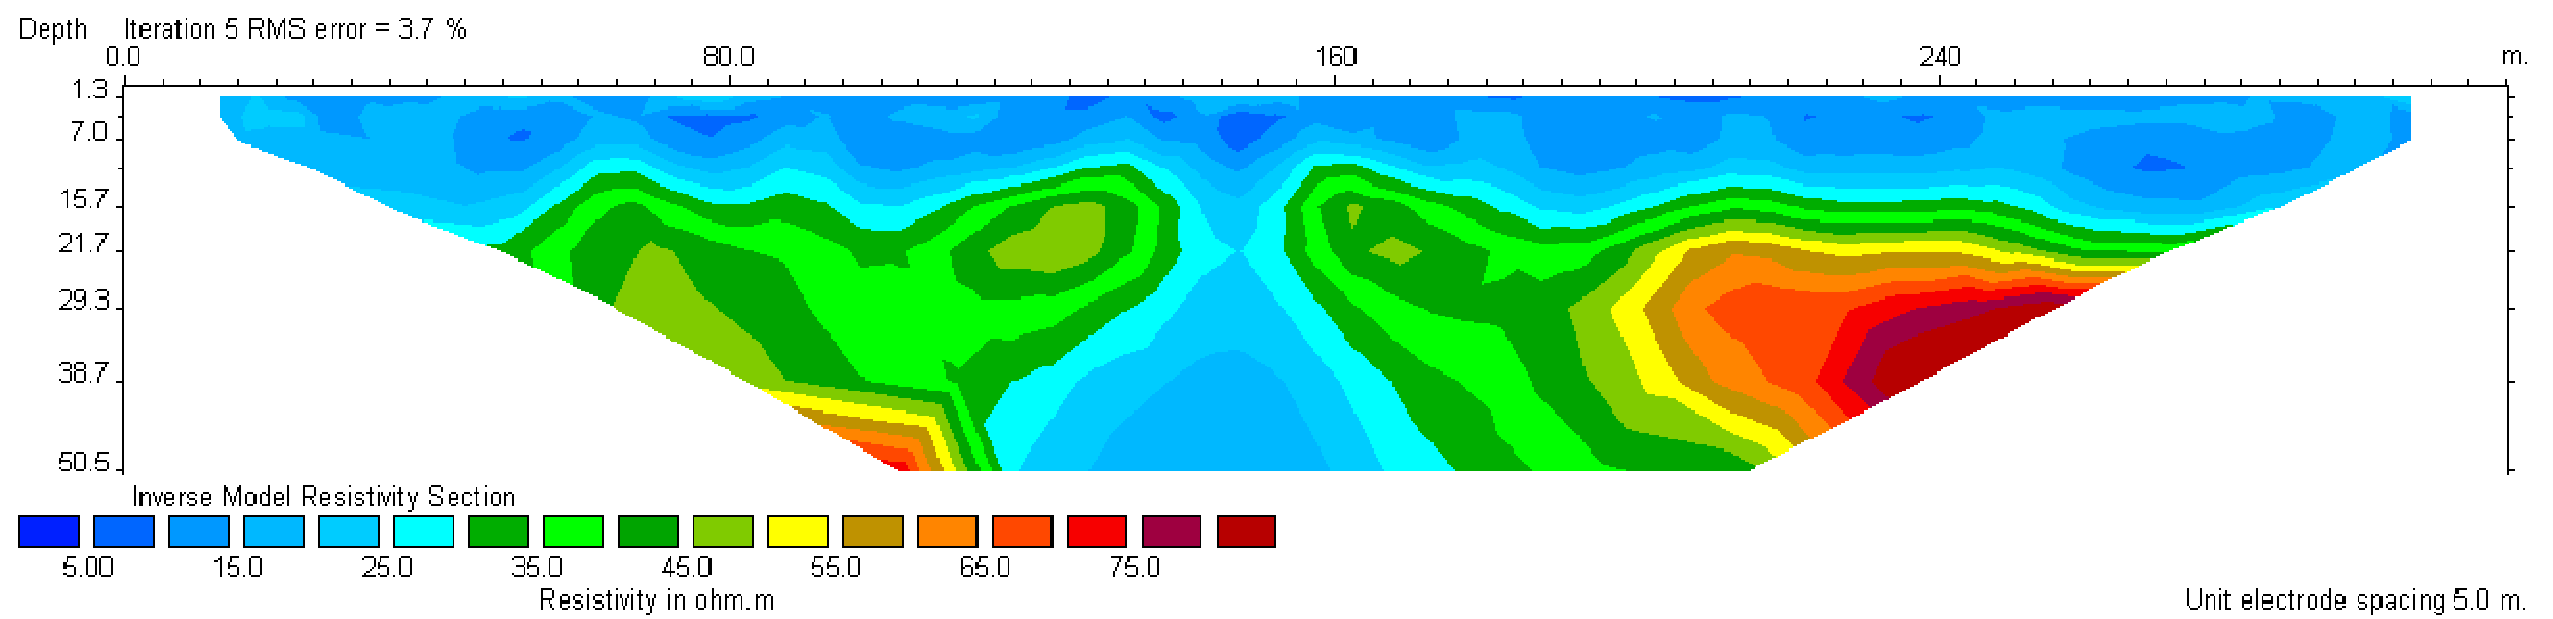 Depth Iteration 5 RMS error = 3.7 %
0.0 80.0 160 240 m.
1.3
7.0
15.7
21.7
29.3
38.7
50.5
Inverse Model Resistivity Section
5.00 15.0 25.0 35.0 45.0 55.0 65.0 75.0
Resistivity in ohm.m
Unit electrode spacing 5.0 m.